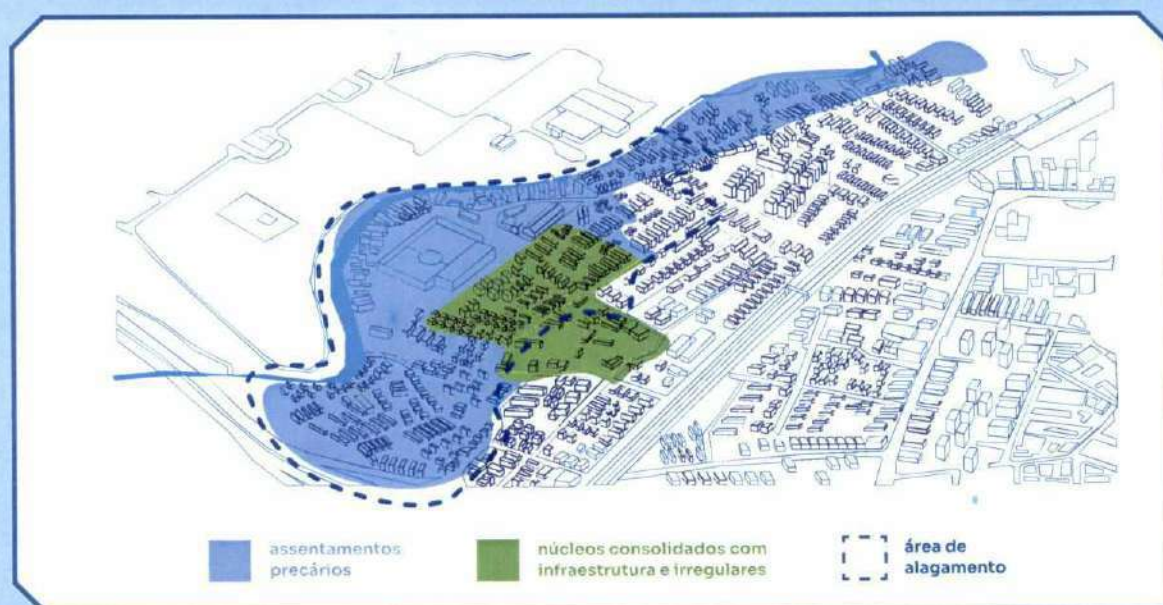 assentamentos
precários
núcleos consolidados com
infraestrutura e irregulares
área de
alagamento